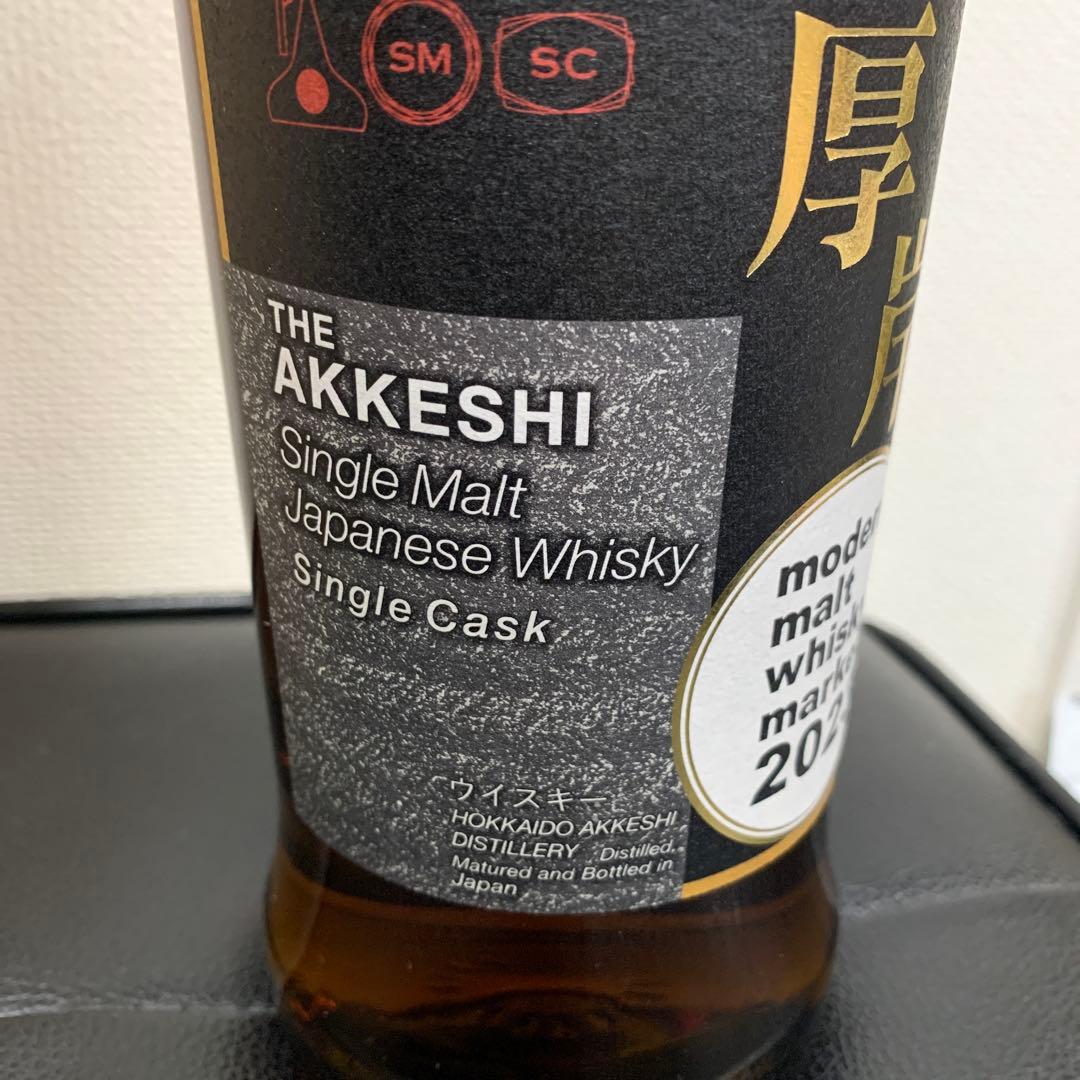 SM
SC
厚岸
THE
AKKESHI
Single Malt
Japanese Whisky
Single Cask
ウイスキー
HOKKAIDO AKKESHI
DISTILLERY Distilled,
Matured and Bottled in
Japan
malt